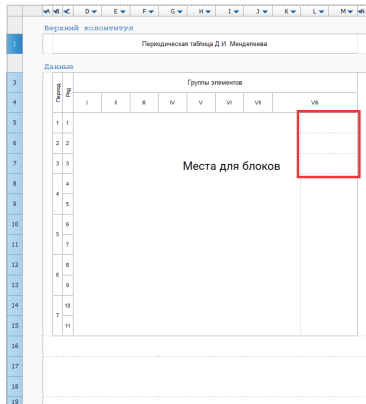 A B C D E F G H I J K L M N
Верхний колонтитул
1 Периодическая таблица Д.И. Менделеева
Данные
3 Период Ряд Группы элементов
4 I II III IV V VI VII VIII
5 1 1
6 2 2
7 3 3 Места для блоков
8 4
4
9 5
10 6
5
11 7
12 8
6
13 9
14 10
7
15 11
16
17
18
19